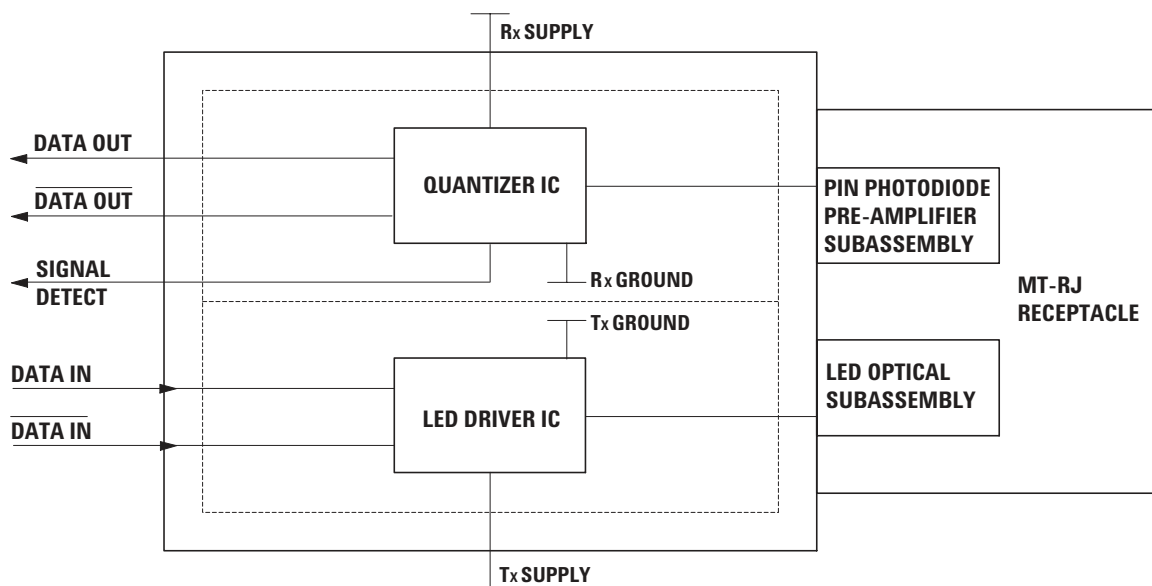 Rx SUPPLY
DATA OUT
DATA OUT
SIGNAL
DETECT
QUANTIZER IC
Rx GROUND
Tx GROUND
PIN PHOTODIODE
PRE-AMPLIFIER
SUBASSEMBLY
MT-RJ
RECEPTACLE
DATA IN
DATA IN
LED DRIVER IC
LED OPTICAL
SUBASSEMBLY
Tx SUPPLY